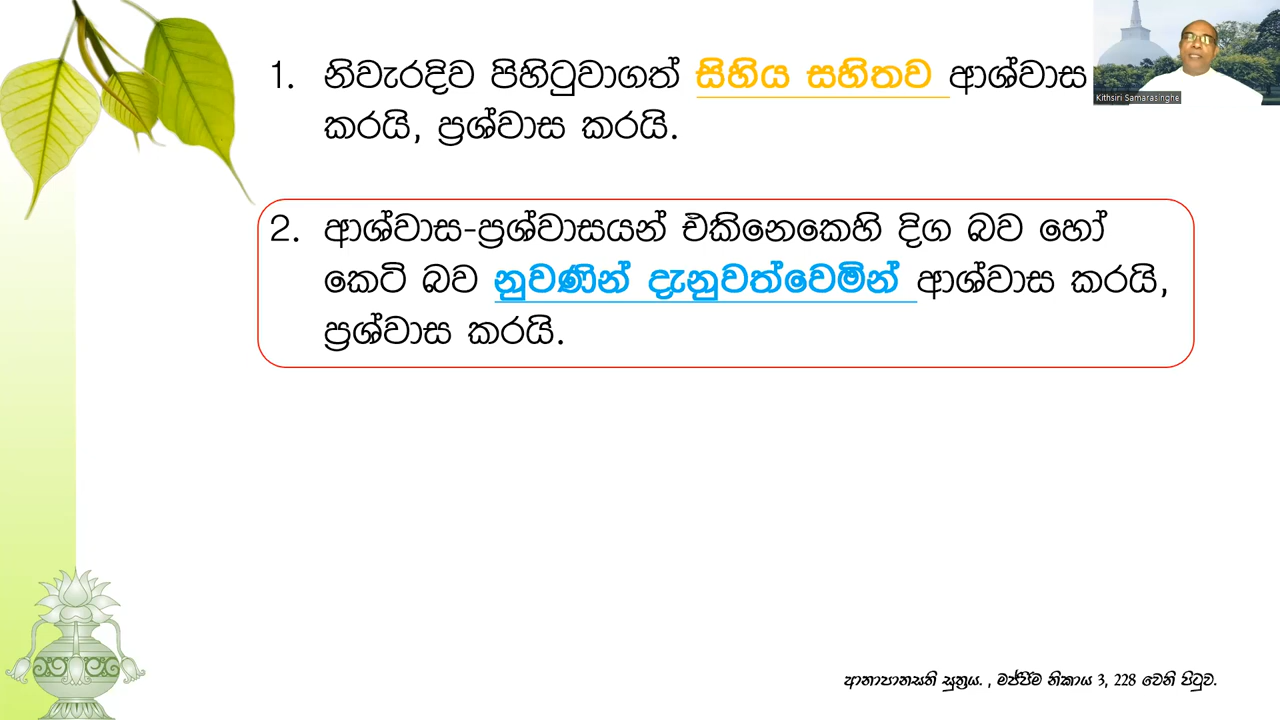 1. නිවැරදිව පිහිටුවාගත් සිහිය සහිතව ආශ්වාස
කරයි, ප්‍රශ්වාස කරයි.
Kithsiri Samarasinghe
2. ආශ්වාස-ප්‍රශ්වාසයන් එකිනෙකෙහි දිග බව හෝ
කෙටි බව නුවණින් දැනුවත්වෙමින් ආශ්වාස කරයි,
ප්‍රශ්වාස කරයි.
ආනාපානසති සුත්‍රය. , මජ්ඣිම නිකාය 3, 228 වෙනි පිටුව.